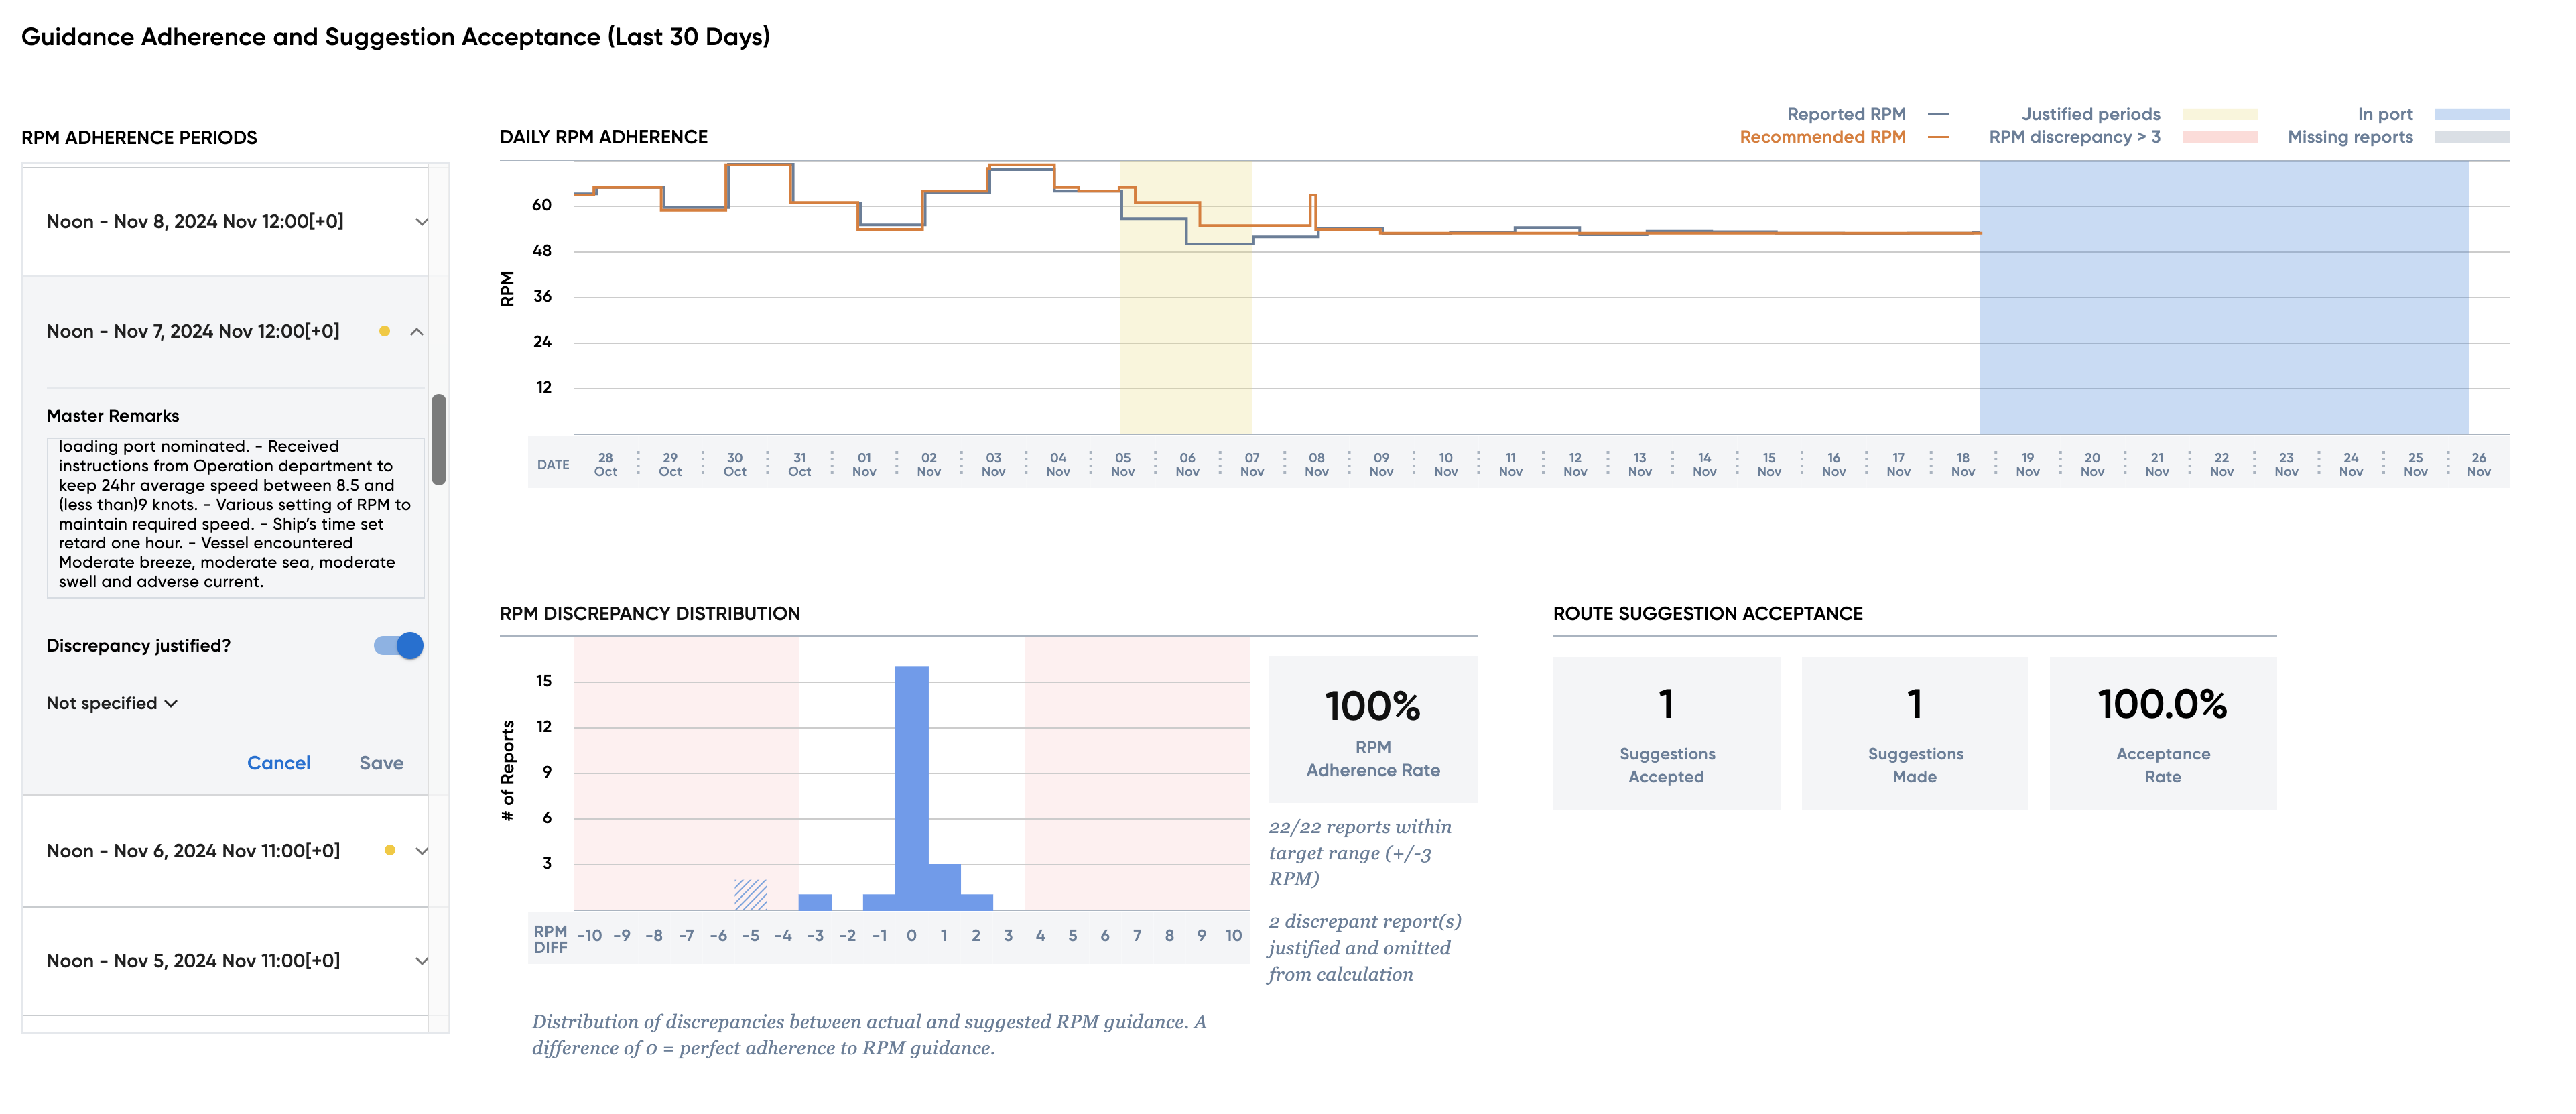 Guidance Adherence and Suggestion Acceptance (Last 30 Days)
RPM ADHERENCE PERIODS
Noon - Nov 8, 2024 Nov 12:00[+0]
Noon - Nov 7, 2024 Nov 12:00[+0]
Master Remarks
loading port nominated. - Received
instructions from Operation department to
keep 24hr average speed between 8.5 and
(less than)9 knots. - Various setting of RPM to
maintain required speed. - Ship's time set
retard one hour. - Vessel encountered
Moderate breeze, moderate sea, moderate
swell and adverse current.
Discrepancy justified?
Not specified
Cancel Save
Noon - Nov 6, 2024 Nov 11:00[+0]
Noon - Nov 5, 2024 Nov 11:00[+0]
DAILY RPM ADHERENCE
Reported RPM Justified periods In port
Recommended RPM RPM discrepancy > 3 Missing reports
RPM
60
48
36
24
12
DATE
28 29 30 31 01 02 03 04 05 06 07 08 09 10 11 12 13 14 15 16 17 18 19 20 21 22 23 24 25 26
Oct Oct Oct Oct Nov Nov Nov Nov Nov Nov Nov Nov Nov Nov Nov Nov Nov Nov Nov Nov Nov Nov Nov Nov Nov Nov Nov Nov Nov Nov
RPM DISCREPANCY DISTRIBUTION
# of Reports
15
12
9
6
3
RPM
DIFF
-10 -9 -8 -7 -6 -5 -4 -3 -2 -1 0 1 2 3 4 5 6 7 8 9 10
100%
RPM
Adherence Rate
22/22 reports within
target range (+/-3
RPM)
2 discrepant report(s)
justified and omitted
from calculation
Distribution of discrepancies between actual and suggested RPM guidance. A
difference of 0 = perfect adherence to RPM guidance.
ROUTE SUGGESTION ACCEPTANCE
1
Suggestions
Accepted
1
Suggestions
Made
100.0%
Acceptance
Rate